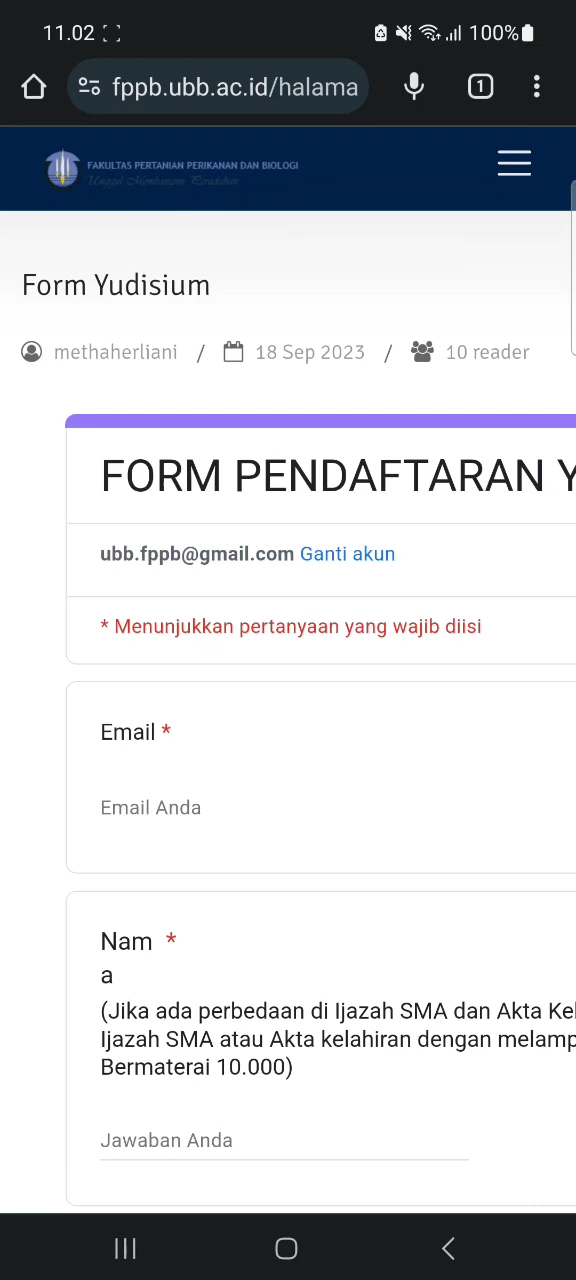 11.02
100%
fppb.ubb.ac.id/halama
1
FAKULTAS PERTANIAN PERIKANAN DAN BIOLOGI
Unggul Membangun Peradaban
Form Yudisium
methaherliani / 18 Sep 2023 / 10 reader
FORM PENDAFTARAN Y
ubb.fppb@gmail.com Ganti akun
* Menunjukkan pertanyaan yang wajib diisi
Email *
Email Anda
Nam *
a
(Jika ada perbedaan di Ijazah SMA dan Akta Kel
Ijazah SMA atau Akta kelahiran dengan melamp
Bermaterai 10.000)
Jawaban Anda